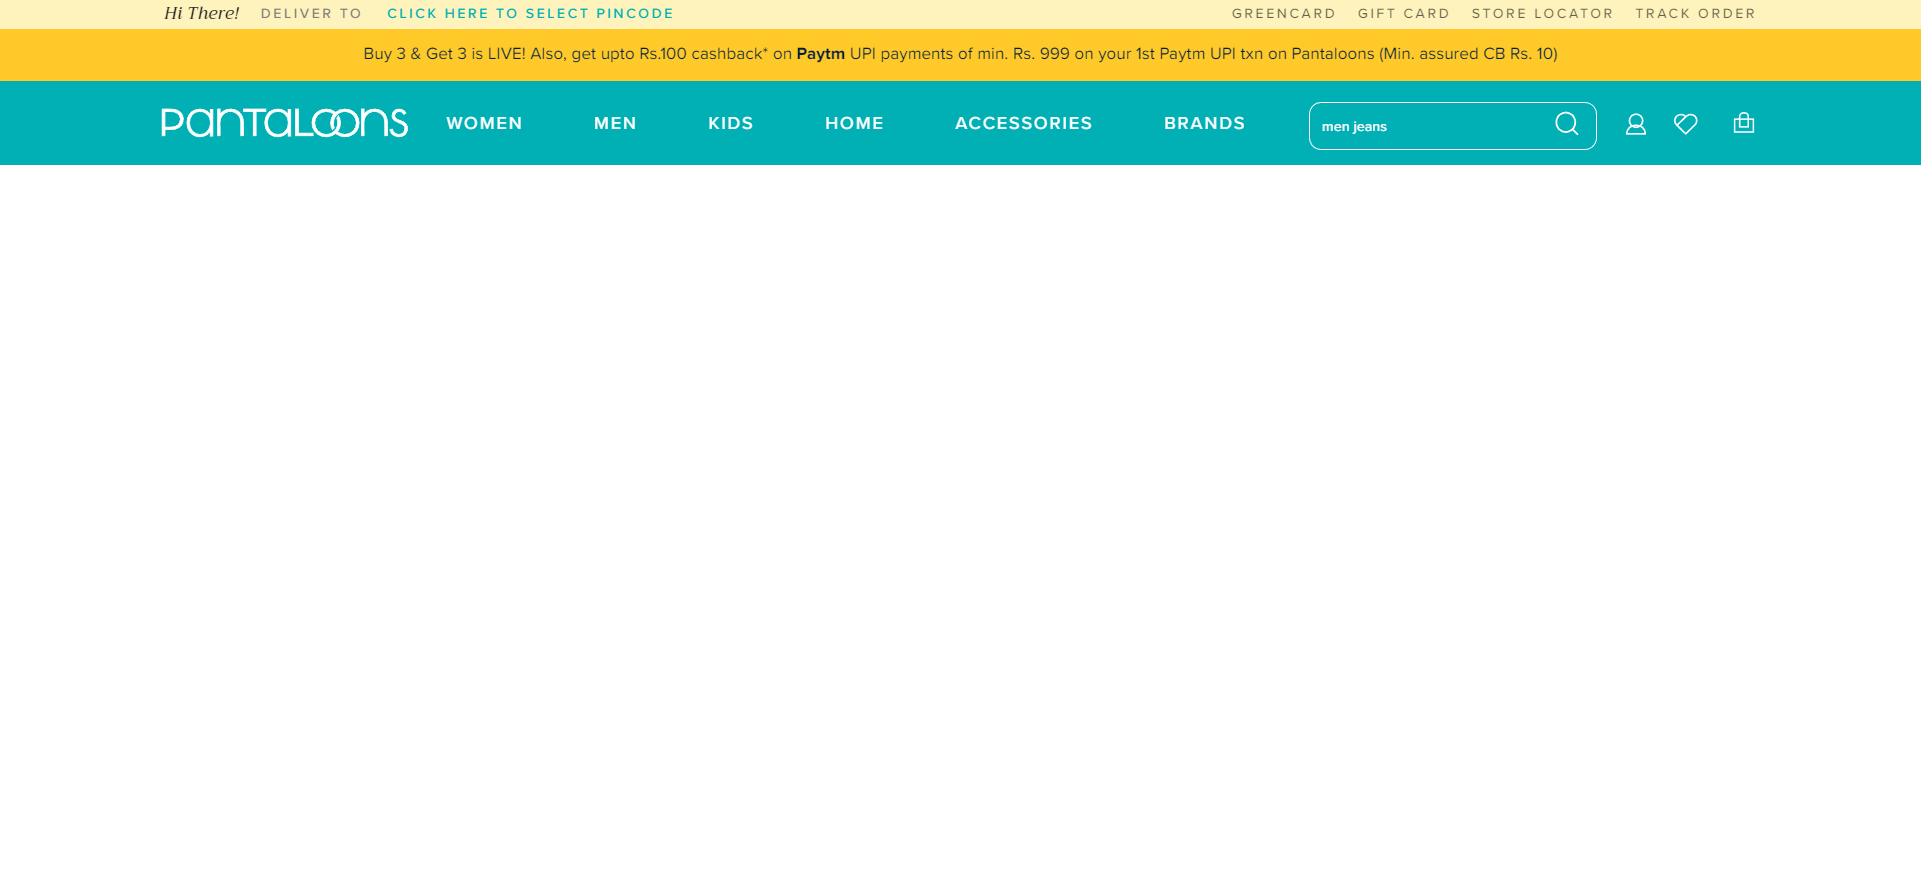 Hi There! DELIVER TO CLICK HERE TO SELECT PINCODE GREENCARD GIFT CARD STORE LOCATOR TRACK ORDER
Buy 3 & Get 3 is LIVE! Also, get upto Rs.100 cashback* on Paytm UPI payments of min. Rs. 999 on your 1st Paytm UPI txn on Pantaloons (Min. assured CB Rs. 10)
PANTALOONS WOMEN MEN KIDS HOME ACCESSORIES BRANDS men jeans